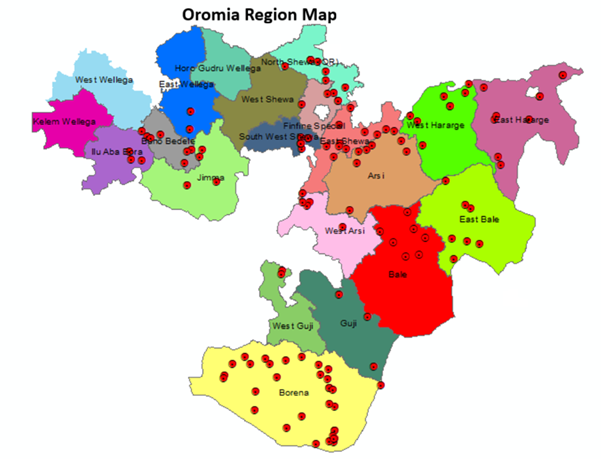 Oromia Region Map
North Shewa(OR)
Horo Gudru Wellega
West Wellega
East Wellega
West Shewa
Kelem Wellega
Finfine Special
West Hararge
East Hararge
South West Shewa
East Shewa
Buno Bedele
Ilu Aba Bora
Jimma
Arsi
East Bale
West Arsi
Bale
West Guji
Guji
Borena